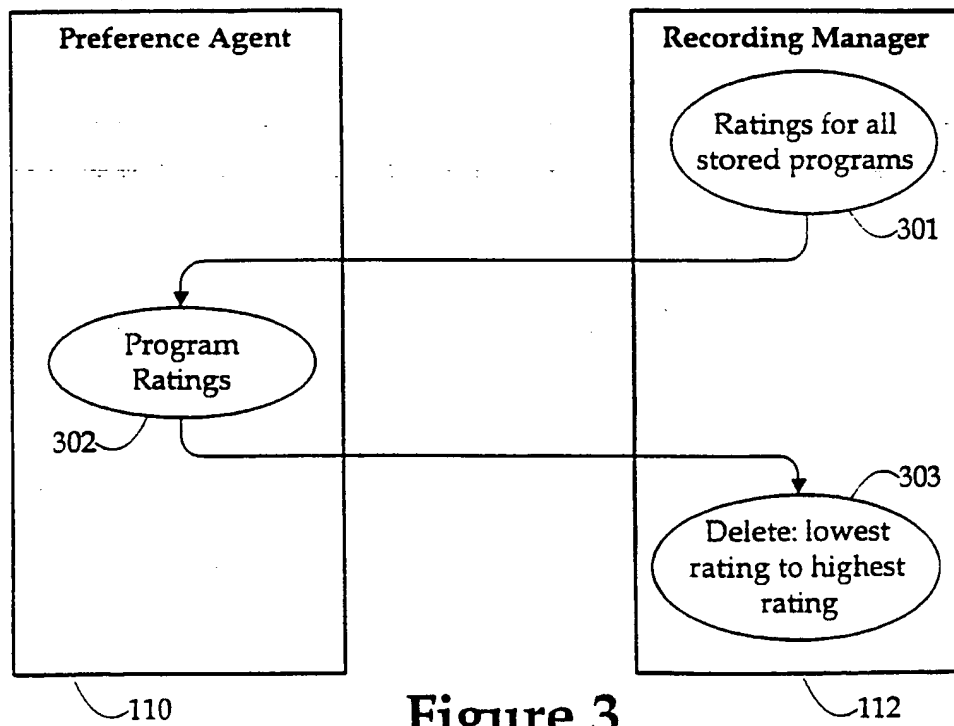 Preference Agent
Recording Manager
Ratings for all
stored programs
301
Program
Ratings
302
303
Delete: lowest
rating to highest
rating
110
112
Figure 3